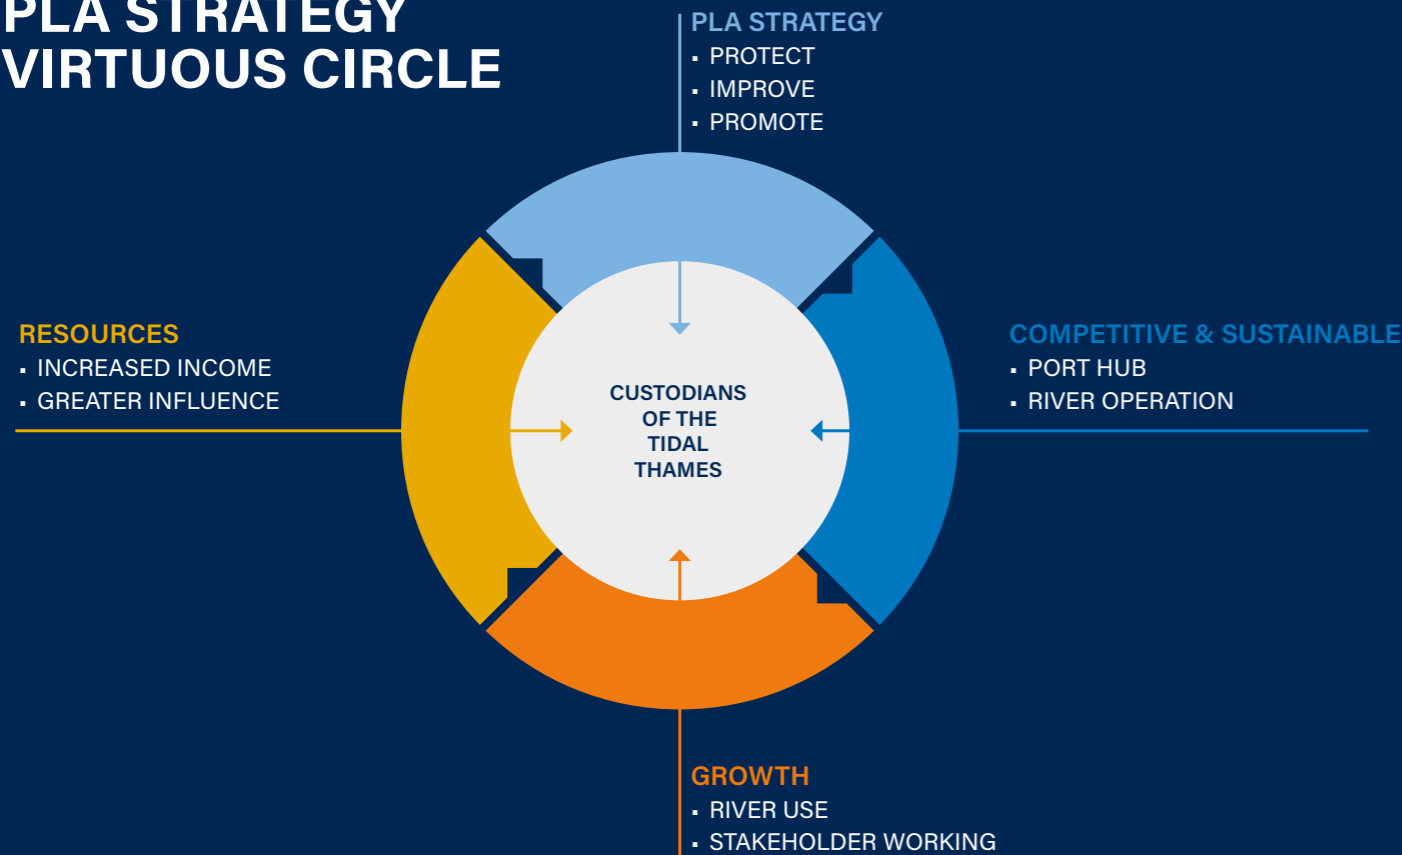 PLA STRATEGY
VIRTUOUS CIRCLE
PLA STRATEGY
▪ PROTECT
▪ IMPROVE
▪ PROMOTE
RESOURCES
▪ INCREASED INCOME
▪ GREATER INFLUENCE
COMPETITIVE & SUSTAINABLE
▪ PORT HUB
▪ RIVER OPERATION
CUSTODIANS
OF THE
TIDAL
THAMES
GROWTH
▪ RIVER USE
▪ STAKEHOLDER WORKING